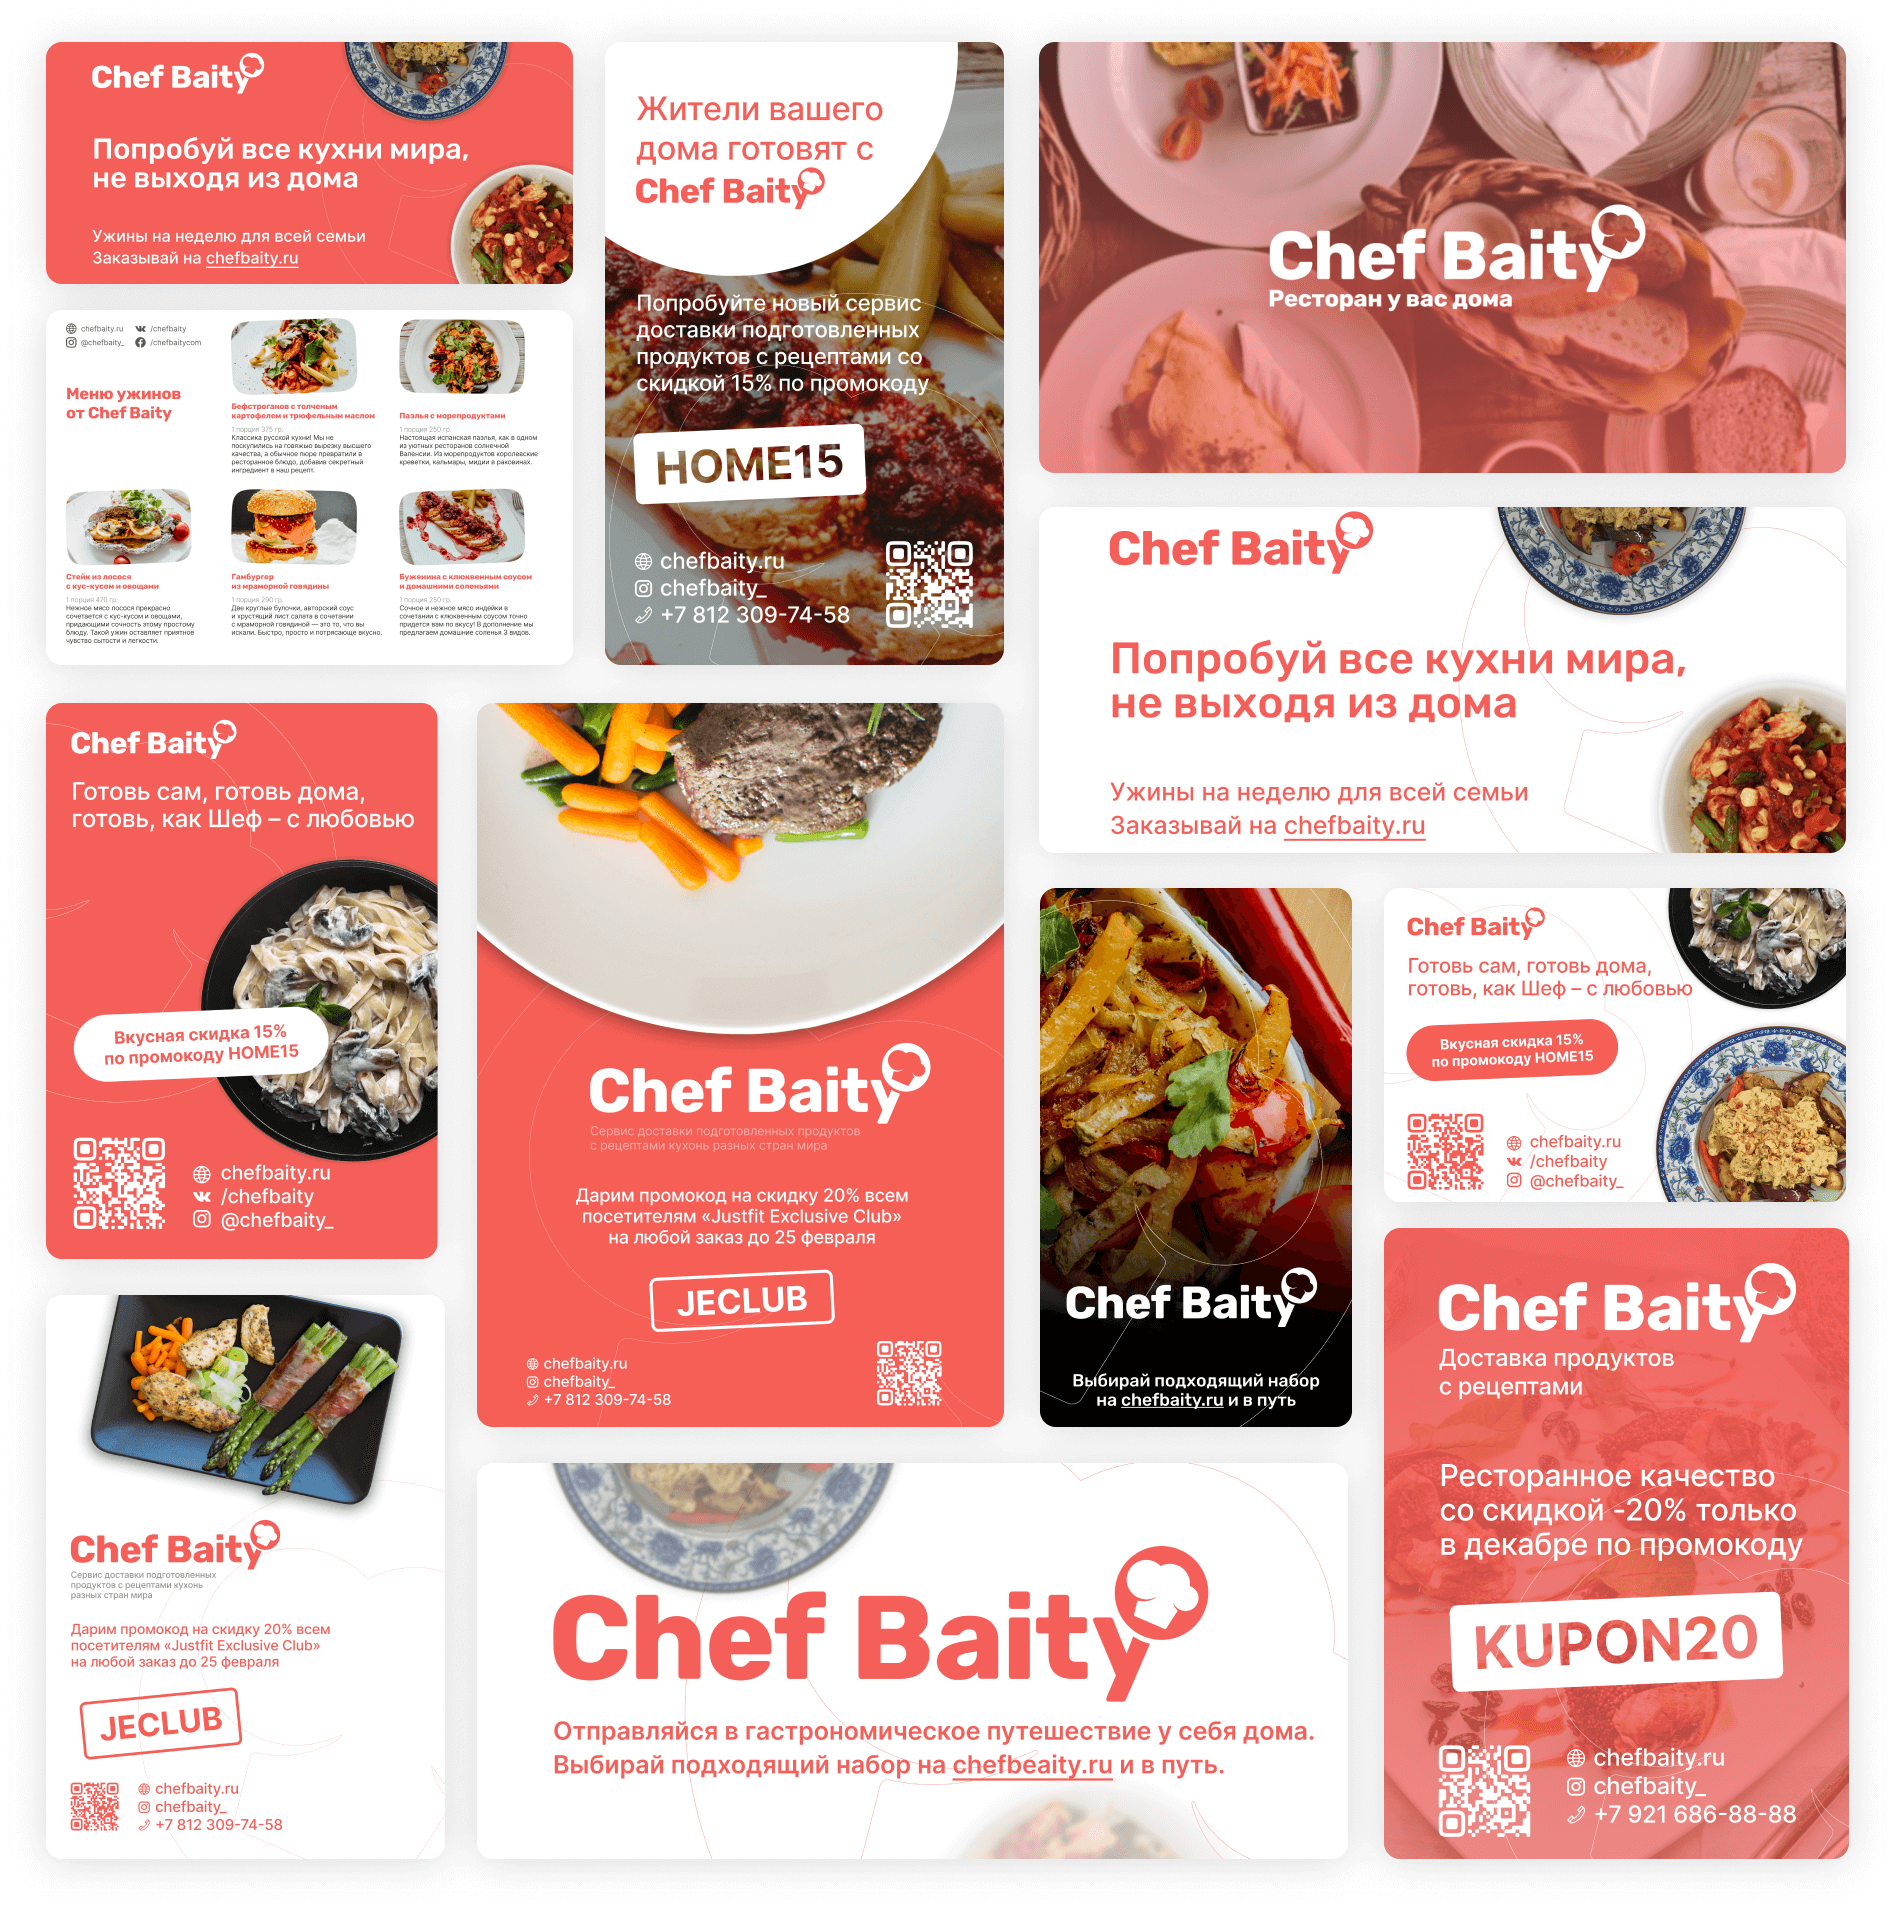 Chef Baity
Попробуй все кухни мира,
не выходя из дома
Ужины на неделю для всей семьи
Заказывай на chefbaity.ru
chefbaity.ru
/chefbaity
@chefbaity_
/chefbaitycom
Меню ужинов
от Chef Baity
Бефстроганов с толченым
картофелем и трюфельным маслом
1 порция 375 гр.
Классика русской кухни! Мы не
поскупились на говяжью вырезку высшего
качества, а обычное пюре превратили в
ресторанное блюдо, добавив секретный
ингредиент в наш рецепт.
Паэлья с морепродуктами
1 порция 250 гр.
Настоящая испанская паэлья, как в одном
из уютных ресторанов солнечной
Валенсии. Из морепродуктов королевские
креветки, кальмары, мидии в раковинах.
Стейк из лосося
с кус-кусом и овощами
1 порция 470 гр.
Нежное мясо лосося прекрасно
сочетается с кус-кусом и овощами,
придающими сочность этому простому
блюду. Такой ужин оставляет приятное
чувство сытости и легкости.
Гамбургер
из мраморной говядины
1 порция 290 гр.
Две круглые булочки, авторский соус
и хрустящий лист салата в сочетании
с мраморной говядиной — это то, что вы
искали. Быстро, просто и потрясающе вкусно.
Буженина с клюквенным соусом
и домашними соленьями
1 порция 250 гр.
Сочное и нежное мясо индейки в
сочетании с клюквенным соусом точно
придется вам по вкусу! В дополнение мы
предлагаем домашние соленья 3 видов.
Жители вашего
дома готовят с
Chef Baity
Попробуйте новый сервис
доставки подготовленных
продуктов с рецептами со
скидкой 15% по промокоду
HOME15
chefbaity.ru
chefbaity_
+7 812 309-74-58
Chef Baity
Ресторан у вас дома
Chef Baity
Попробуй все кухни мира,
не выходя из дома
Ужины на неделю для всей семьи
Заказывай на chefbaity.ru
Chef Baity
Готовь сам, готовь дома,
готовь, как Шеф – с любовью
Вкусная скидка 15%
по промокоду HOME15
chefbaity.ru
/chefbaity
@chefbaity_
Chef Baity
Сервис доставки подготовленных продуктов
с рецептами кухонь разных стран мира
Дарим промокод на скидку 20% всем
посетителям «Justfit Exclusive Club»
на любой заказ до 25 февраля
JECLUB
chefbaity.ru
chefbaity_
+7 812 309-74-58
Chef Baity
Выбирай подходящий набор
на chefbaity.ru и в путь
Chef Baity
Готовь сам, готовь дома,
готовь, как Шеф – с любовью
Вкусная скидка 15%
по промокоду HOME15
chefbaity.ru
/chefbaity
@chefbaity_
Chef Baity
Сервис доставки подготовленных
продуктов с рецептами кухонь
разных стран мира
Дарим промокод на скидку 20% всем
посетителям «Justfit Exclusive Club»
на любой заказ до 25 февраля
JECLUB
chefbaity.ru
chefbaity_
+7 812 309-74-58
Chef Baity
Отправляйся в гастрономическое путешествие у себя дома.
Выбирай подходящий набор на chefbeaity.ru и в путь.
Chef Baity
Доставка продуктов
с рецептами
Ресторанное качество
со скидкой -20% только
в декабре по промокоду
KUPON20
chefbaity.ru
chefbaity_
+7 921 686-88-88